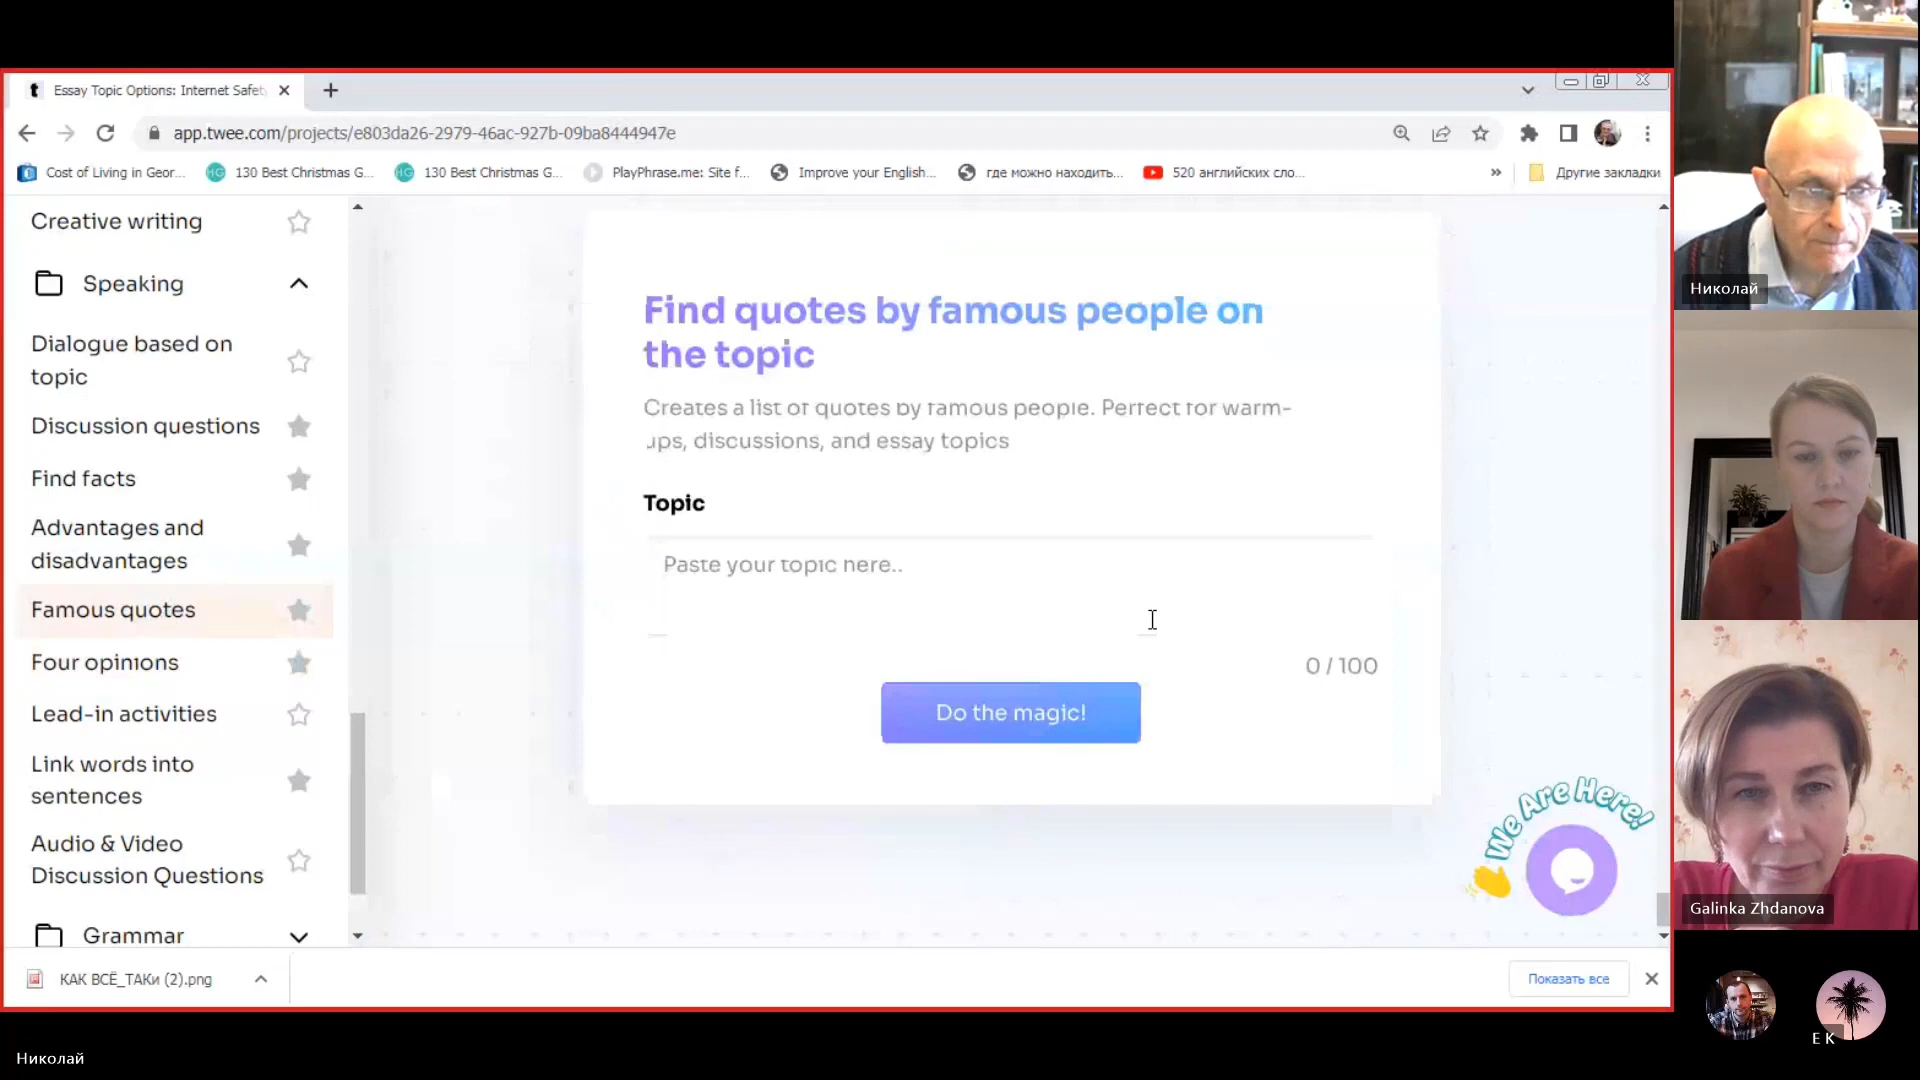 Essay Topic Options: Internet Safet
app.twee.com/projects/e803da26-2979-46ac-927b-09ba8444947e
Cost of Living in Geor...
130 Best Christmas G...
130 Best Christmas G...
PlayPhrase.me: Site f...
Improve your English...
где можно находить...
520 английских сло...
»
Другие закладки
Creative writing
Speaking
Dialogue based on
topic
Discussion questions
Find facts
Advantages and
disadvantages
Famous quotes
Four opinions
Lead-in activities
Link words into
sentences
Audio & Video
Discussion Questions
Grammar
Find quotes by famous people on
the topic
Creates a list of quotes by famous people. Perfect for warm-
ups, discussions, and essay topics
Topic
Paste your topic here..
0 / 100
Do the magic!
We Are Here!
КАК ВСЁ_ТАКи (2).png
Показать все
Николай
Galinka Zhdanova
E K
Николай